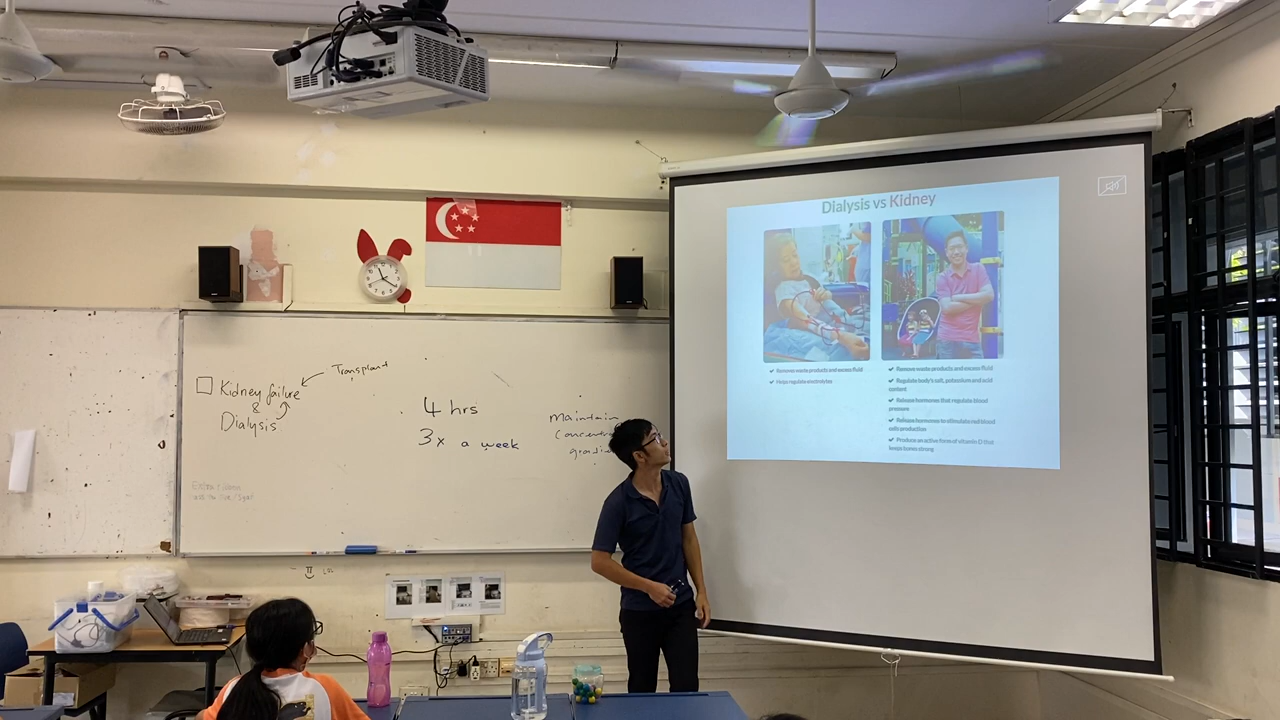 Kidney failure
&
Dialysis
Transplant
4 hrs
3x a week
Maintain
Dialysis vs Kidney
Removes waste products and excess fluid
Helps regulate electrolytes
Remove waste products and excess fluid
Regulate body's salt, potassium and acid
content
Release hormones that regulate blood
pressure
Release hormones to stimulate red blood
cells production
Produce an active form of vitamin D that
keeps bones strong